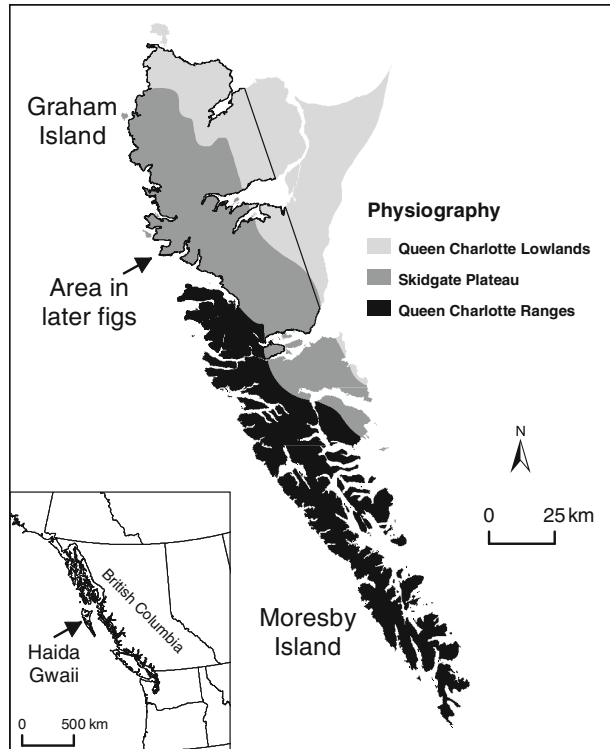 Graham
Island
Physiography
Queen Charlotte Lowlands
Skidgate Plateau
Queen Charlotte Ranges
Area in
later figs
N
0 25 km
Moresby
Island
British Columbia
Haida
Gwaii
0 500 km